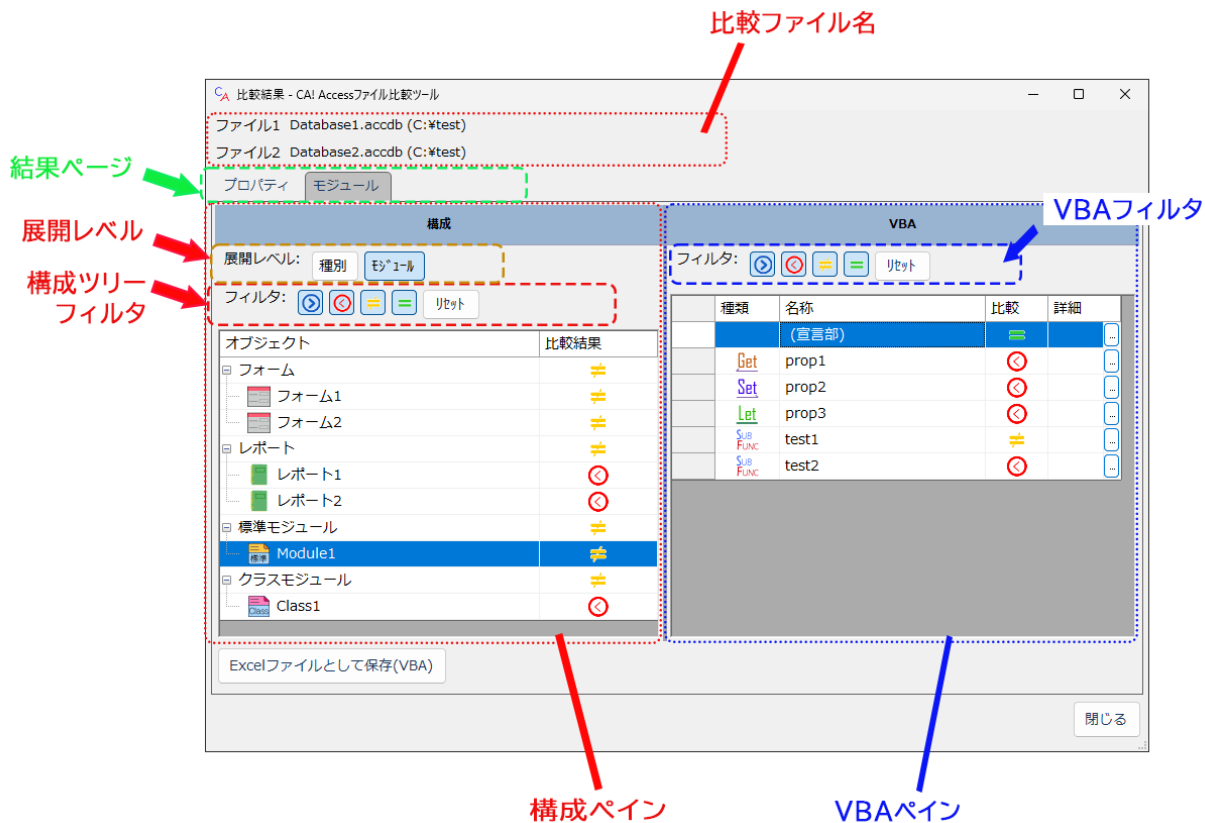 比較ファイル名
比較結果 - CA! Accessファイル比較ツール
ファイル1 Database1.accdb (C:¥test)
ファイル2 Database2.accdb (C:¥test)
結果ページ
プロパティ モジュール
展開レベル
構成 VBA
VBAフィルタ
展開レベル: 種別 ﾓｼﾞｭｰﾙ
フィルタ: ﾘｾｯﾄ
構成ツリー
フィルタ
フィルタ: ﾘｾｯﾄ
オブジェクト 比較結果
フォーム
フォーム1
フォーム2
レポート
レポート1
レポート2
標準モジュール
標準 Module1
クラスモジュール
Class Class1
種類 名称 比較 詳細
(宣言部) = ...
Get prop1 ...
Set prop2 ...
Let prop3 ...
SUB FUNC test1 ≠ ...
SUB FUNC test2 ...
Excelファイルとして保存(VBA)
閉じる
構成ペイン
VBAペイン